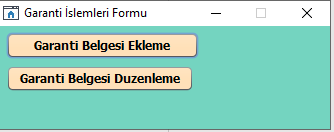 Garanti İslemleri Formu
Garanti Belgesi Ekleme
Garanti Belgesi Duzenleme